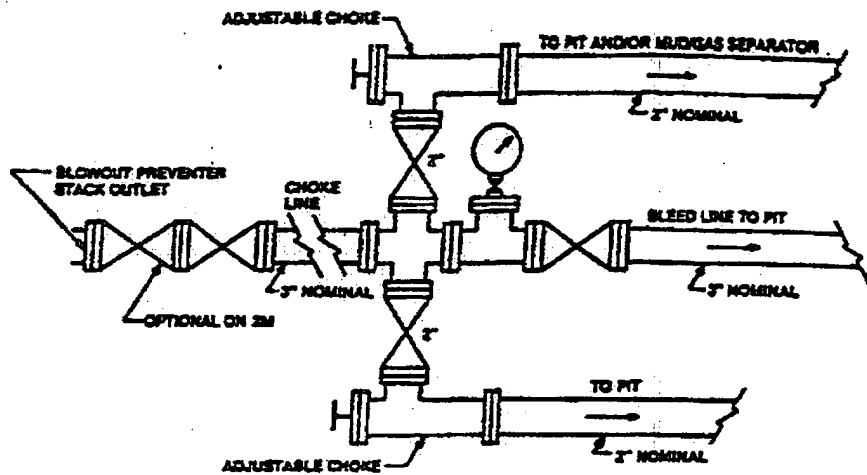 ADJUSTABLE CHOKE
TO PIT AND/OR MUD/GAS SEPARATOR
2" NOMINAL
2"
BLOWOUT PREVENTER
STACK OUTLET
CHOKE
LINE
BLEED LINE TO PIT
3" NOMINAL
3" NOMINAL
OPTIONAL ON 2M
2"
TO PIT
2" NOMINAL
ADJUSTABLE CHOKE